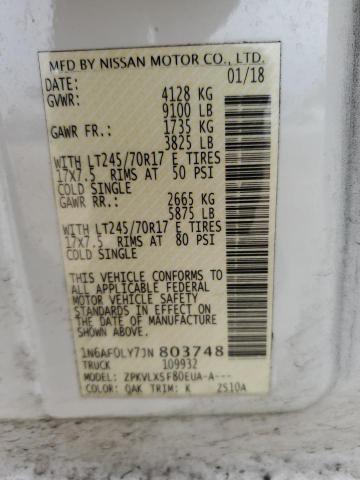 MFD BY NISSAN MOTOR CO., LTD.
DATE: 01/18
GVWR: 4128 KG
9100 LB
GAWR FR.: 1735 KG
3825 LB
WITH LT245/70R17 E TIRES
17x7.5 RIMS AT 50 PSI
COLD SINGLE
GAWR RR.: 2665 KG
5875 LB
WITH LT245/70R17 E TIRES
17x7.5 RIMS AT 80 PSI
COLD SINGLE
THIS VEHICLE CONFORMS TO
ALL APPLICABLE FEDERAL
MOTOR VEHICLE SAFETY
STANDARDS IN EFFECT ON THE
DATE OF MANUFACTURE
SHOWN ABOVE.
1N6AF0LY7JN 803748
TRUCK 109932
MODEL: ZPKVLXSF80EUA-A---
COLOR: QAK TRIM: K 2S10A